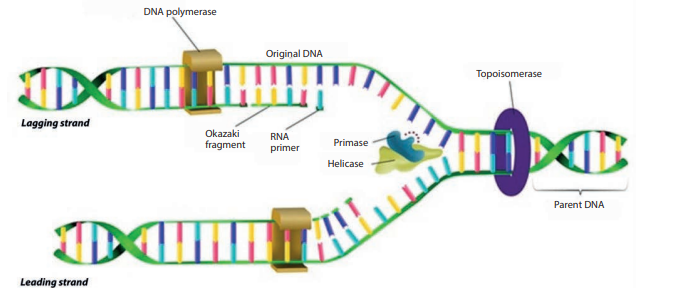 DNA polymerase
Original DNA
Topoisomerase
Lagging strand
Okazaki
fragment
RNA
primer
Primase
Helicase
Parent DNA
Leading strand